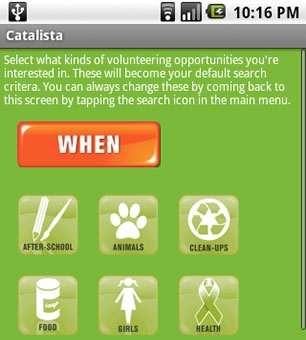 10:16 PM
Catalista
Select what kinds of volunteering opportunities you're
interested in. These will become your default search
critera. You can always change these by coming back to
this screen by tapping the search icon in the main menu.
WHEN
AFTER-SCHOOL ANIMALS CLEAN-UPS
FOOD GIRLS HEALTH